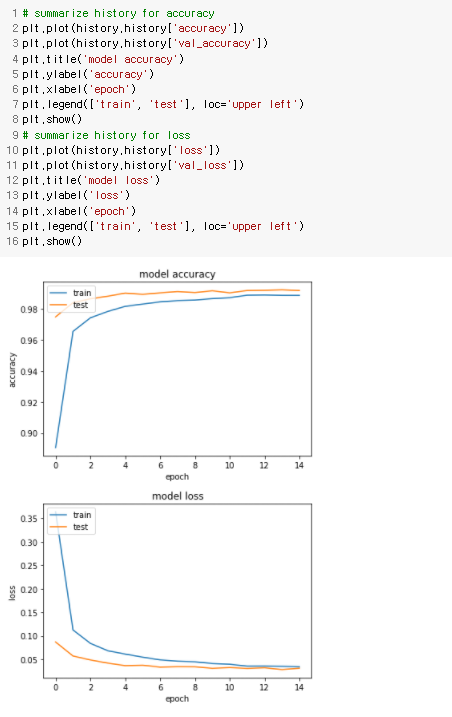 1 # summarize history for accuracy
2 plt.plot(history.history['accuracy'])
3 plt.plot(history.history['val_accuracy'])
4 plt.title('model accuracy')
5 plt.ylabel('accuracy')
6 plt.xlabel('epoch')
7 plt.legend(['train', 'test'], loc='upper left')
8 plt.show()
9 # summarize history for loss
10 plt.plot(history.history['loss'])
11 plt.plot(history.history['val_loss'])
12 plt.title('model loss')
13 plt.ylabel('loss')
14 plt.xlabel('epoch')
15 plt.legend(['train', 'test'], loc='upper left')
16 plt.show()
model accuracy
train
test
0.98
0.96
0.94
0.92
0.90
accuracy
0 2 4 6 8 10 12 14
epoch
model loss
train
test
0.35
0.30
0.25
0.20
0.15
0.10
0.05
loss
0 2 4 6 8 10 12 14
epoch